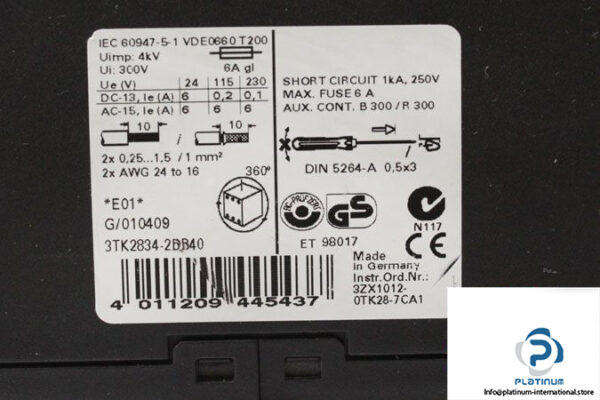 IEC 60947-5-1 VDE0660 T200
Uimp: 4kV
Ui: 300V 6A gl
Ue (V) 24 115 230
DC-13, Ie (A) 6 0,2 0,1
AC-15, Ie (A) 6 6 6
10 / 10
2x 0,25...1,5 / 1 mm²
2x AWG 24 to 16
*E01* 360°
G/010409
3TK2834-2BB40
4 011209 445437
SHORT CIRCUIT 1kA, 250V
MAX. FUSE 6 A
AUX. CONT. B 300 / R 300
DIN 5264-A 0,5x3
BG-PRÜFZERT
GS
N117
ET 98017
CE
Made
in Germany
Instr.Ord.Nr.:
3ZX1012-
0TK28-7CA1
PLATINUM
Info@platinum-international.store